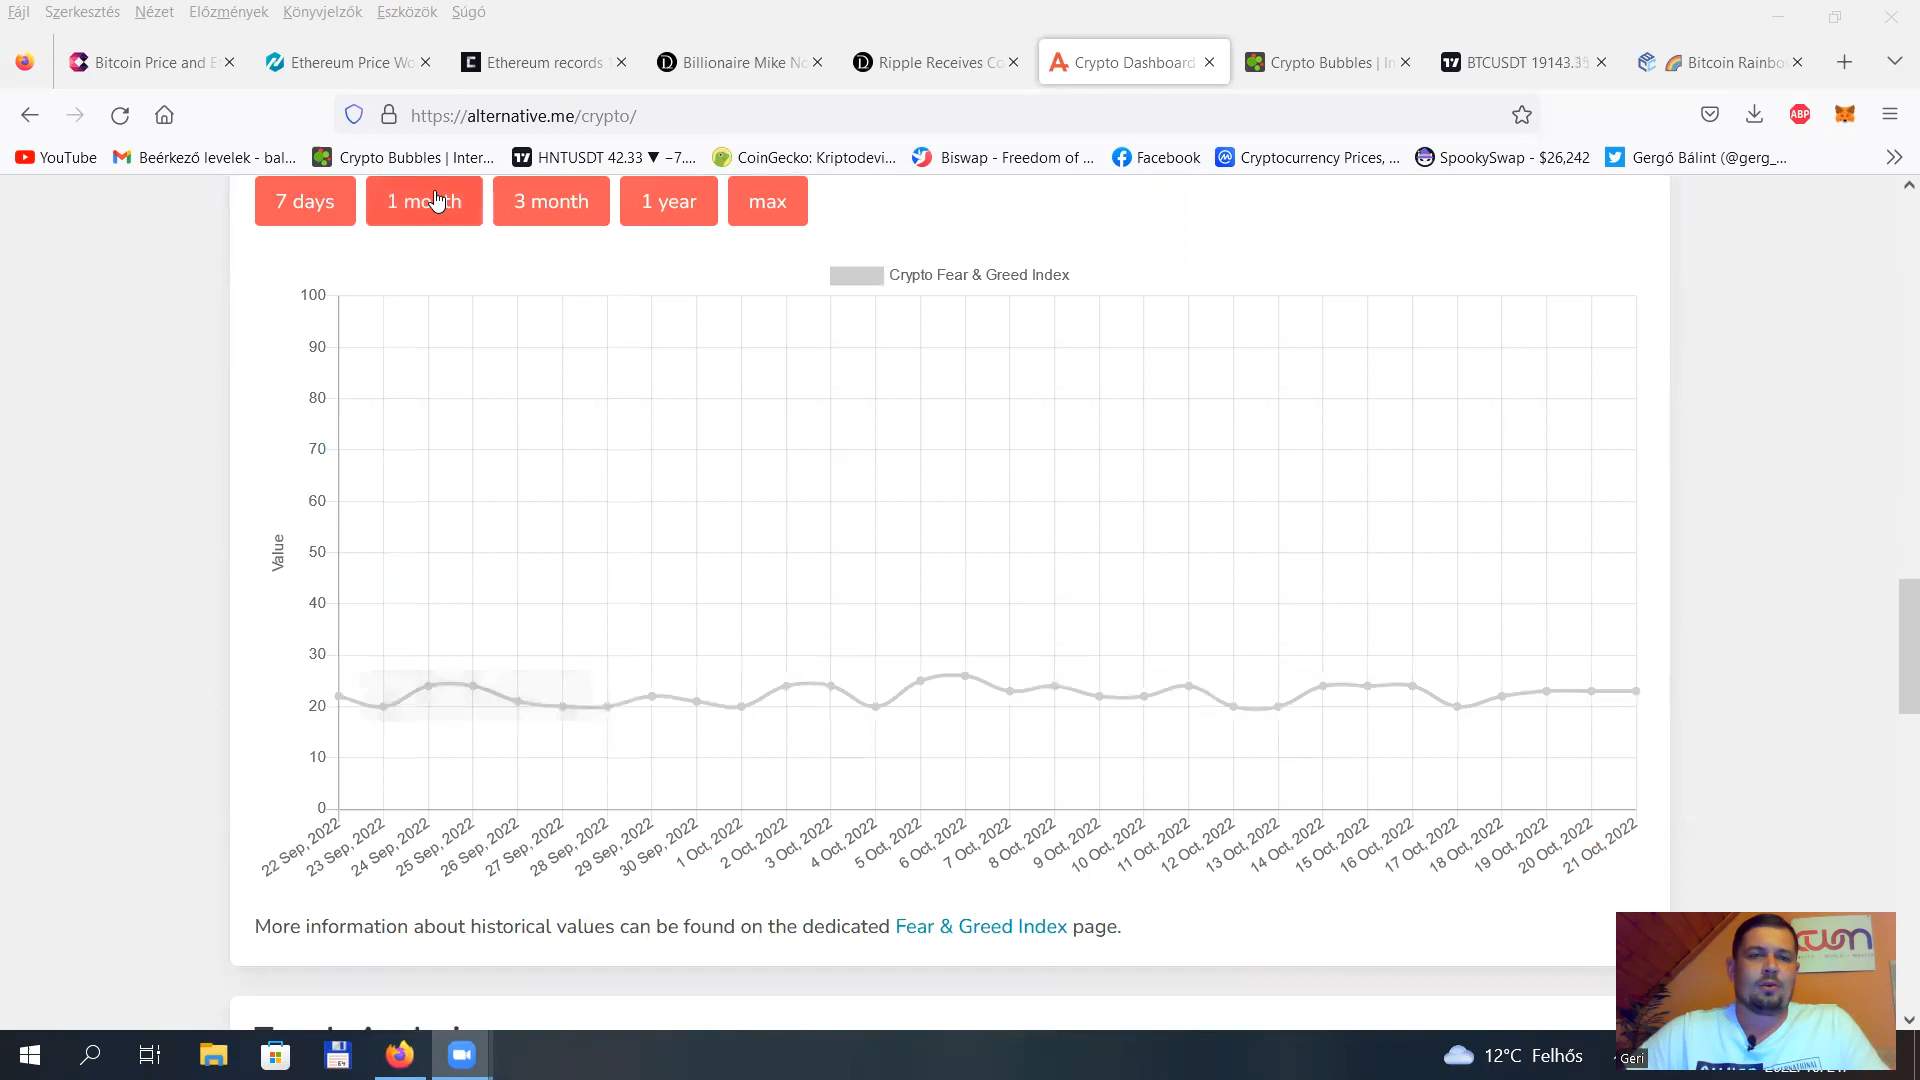 Fájl Szerkesztés Nézet Előzmények Könyvjelzők Eszközök Súgó
Bitcoin Price and E
Ethereum Price Wo
Ethereum records 1
Billionaire Mike No
Ripple Receives Co
Crypto Dashboard
Crypto Bubbles | In
BTCUSDT 19143.3
Bitcoin Rainbo
https://alternative.me/crypto/
ABP
YouTube
Beérkező levelek - bal...
Crypto Bubbles | Inter...
HNTUSDT 42.33 ▼ −7....
CoinGecko: Kriptodevi...
Biswap - Freedom of ...
Facebook
Cryptocurrency Prices, ...
SpookySwap - $26,242
Gergő Bálint (@gerg_...
7 days 1 month 3 month 1 year max
Crypto Fear & Greed Index
100
90
80
70
60
50
40
30
20
10
0
Value
22 Sep, 2022
23 Sep, 2022
24 Sep, 2022
25 Sep, 2022
26 Sep, 2022
27 Sep, 2022
28 Sep, 2022
29 Sep, 2022
30 Sep, 2022
1 Oct, 2022
2 Oct, 2022
3 Oct, 2022
4 Oct, 2022
5 Oct, 2022
6 Oct, 2022
7 Oct, 2022
8 Oct, 2022
9 Oct, 2022
10 Oct, 2022
11 Oct, 2022
12 Oct, 2022
13 Oct, 2022
14 Oct, 2022
15 Oct, 2022
16 Oct, 2022
17 Oct, 2022
18 Oct, 2022
19 Oct, 2022
20 Oct, 2022
21 Oct, 2022
More information about historical values can be found on the dedicated Fear & Greed Index page.
12°C Felhős
Geri